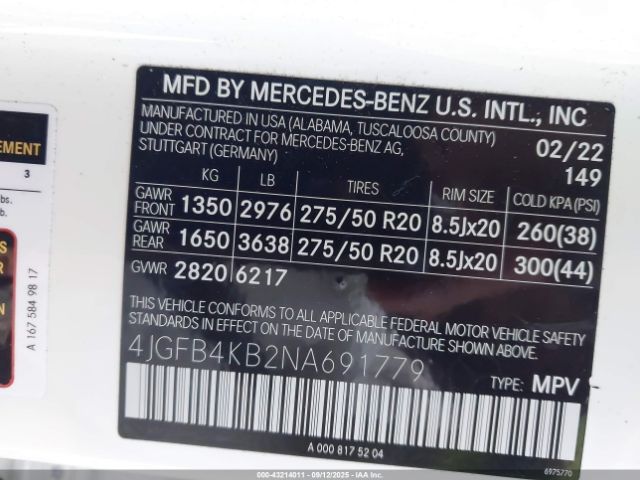 MFD BY MERCEDES-BENZ U.S. INTL., INC
MANUFACTURED IN USA (ALABAMA, TUSCALOOSA COUNTY)
UNDER CONTRACT FOR MERCEDES-BENZ AG,
STUTTGART (GERMANY)
02/22
149
KG LB TIRES RIM SIZE COLD KPA (PSI)
GAWR FRONT 1350 2976 275/50 R20 8.5Jx20 260(38)
GAWR REAR 1650 3638 275/50 R20 8.5Jx20 300(44)
GVWR 2820 6217
THIS VEHICLE CONFORMS TO ALL APPLICABLE FEDERAL MOTOR VEHICLE SAFETY
STANDARDS IN EFFECT ON THE DATE OF MANUFACTURE SHOWN ABOVE.
4JGFB4KB2NA691779
TYPE: MPV
A 000 817 52 04
6975770
EMENT
3
lbs.
b.
S
R
ON
A 167 584 98 17
000-43214011 - 09/12/2025 - IAA Inc.